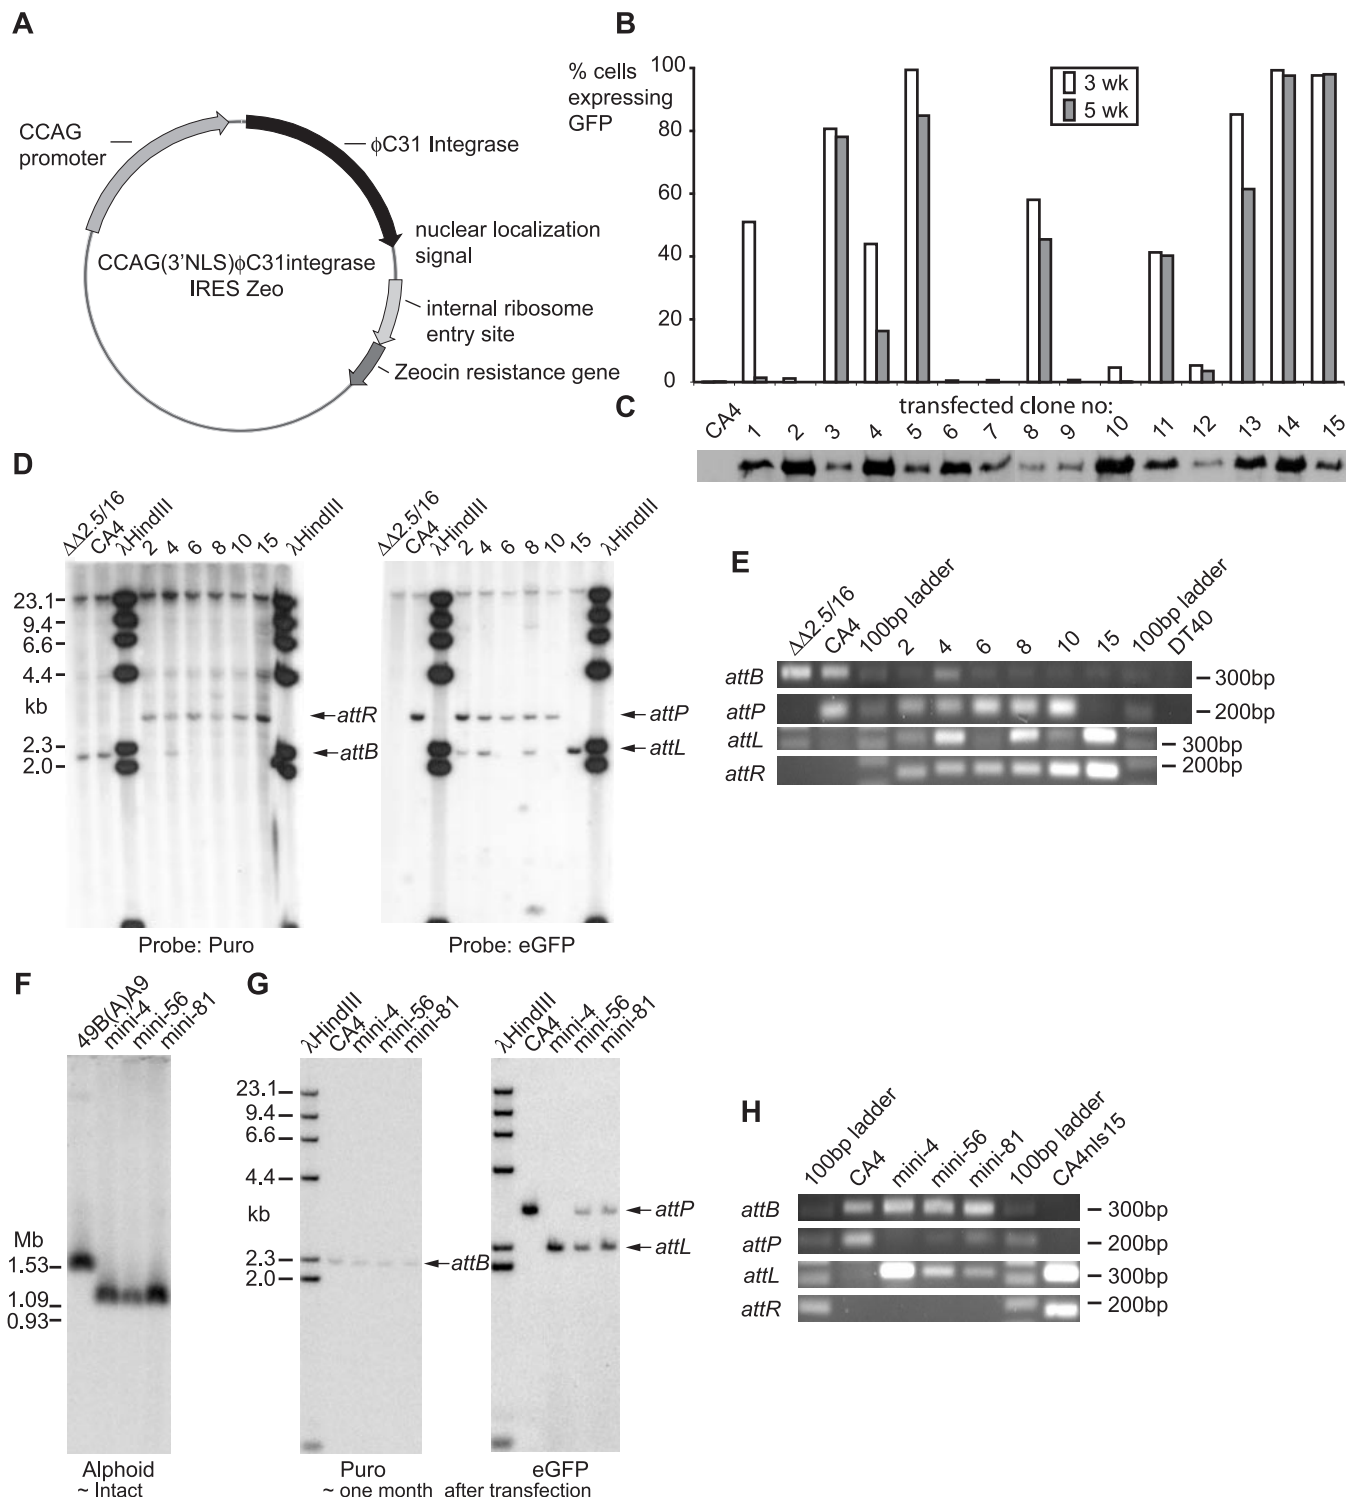 A
CCAG
promoter
ϕC31 Integrase
nuclear localization
signal
CCAG(3'NLS)ϕC31integrase
IRES Zeo
internal ribosome
entry site
Zeocin resistance gene
B
% cells
expressing
GFP
100
80
60
40
20
0
3 wk
5 wk
C
transfected clone no:
CA4 1 2 3 4 5 6 7 8 9 10 11 12 13 14 15
D
ΔΔ2.5/16 CA4 λHindIII 2 4 6 8 10 15 λHindIII
23.1
9.4
6.6
4.4
kb
2.3
2.0
attR
attB
Probe: Puro
ΔΔ2.5/16 CA4 λHindIII 2 4 6 8 10 15 λHindIII
attP
attL
Probe: eGFP
E
ΔΔ2.5/16 CA4 100bp ladder 2 4 6 8 10 15 100bp ladder DT40
attB 300bp
attP 200bp
attL 300bp
attR 200bp
F
49B(A)A9 mini-4 mini-56 mini-81
Mb
1.53
1.09
0.93
Alphoid
~ Intact
G
λHindIII CA4 mini-4 mini-56 mini-81
23.1
9.4
6.6
4.4
kb
2.3
2.0
attB
λHindIII CA4 mini-4 mini-56 mini-81
attP
attL
Puro eGFP
~ one month after transfection
H
100bp ladder CA4 mini-4 mini-56 mini-81 100bp ladder CA4nls15
attB 300bp
attP 200bp
attL 300bp
attR 200bp